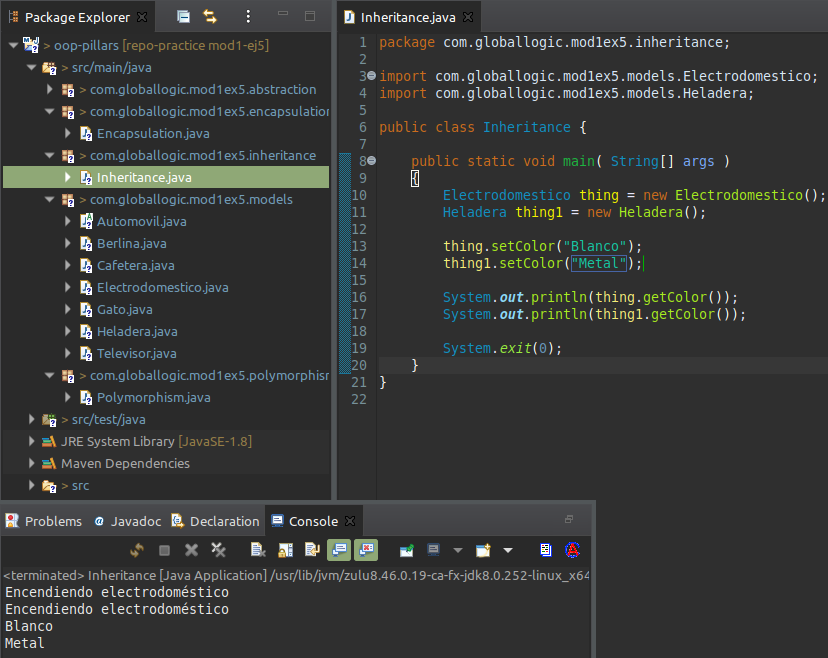 Package Explorer
> oop-pillars [repo-practice mod1-ej5]
> src/main/java
> com.globallogic.mod1ex5.abstraction
> com.globallogic.mod1ex5.encapsulation
Encapsulation.java
> com.globallogic.mod1ex5.inheritance
Inheritance.java
> com.globallogic.mod1ex5.models
Automovil.java
Berlina.java
Cafetera.java
Electrodomestico.java
Gato.java
Heladera.java
Televisor.java
> com.globallogic.mod1ex5.polymorphisr
Polymorphism.java
> src/test/java
JRE System Library [JavaSE-1.8]
Maven Dependencies
> src
Inheritance.java
1 package com.globallogic.mod1ex5.inheritance;
2
3 import com.globallogic.mod1ex5.models.Electrodomestico;
4 import com.globallogic.mod1ex5.models.Heladera;
5
6 public class Inheritance {
7
8 public static void main( String[] args )
9 {
10 Electrodomestico thing = new Electrodomestico();
11 Heladera thing1 = new Heladera();
12
13 thing.setColor("Blanco");
14 thing1.setColor("Metal");
15
16 System.out.println(thing.getColor());
17 System.out.println(thing1.getColor());
18
19 System.exit(0);
20 }
21 }
22
Problems @ Javadoc Declaration Console
<terminated> Inheritance [Java Application] /usr/lib/jvm/zulu8.46.0.19-ca-fx-jdk8.0.252-linux_x64
Encendiendo electrodoméstico
Encendiendo electrodoméstico
Blanco
Metal